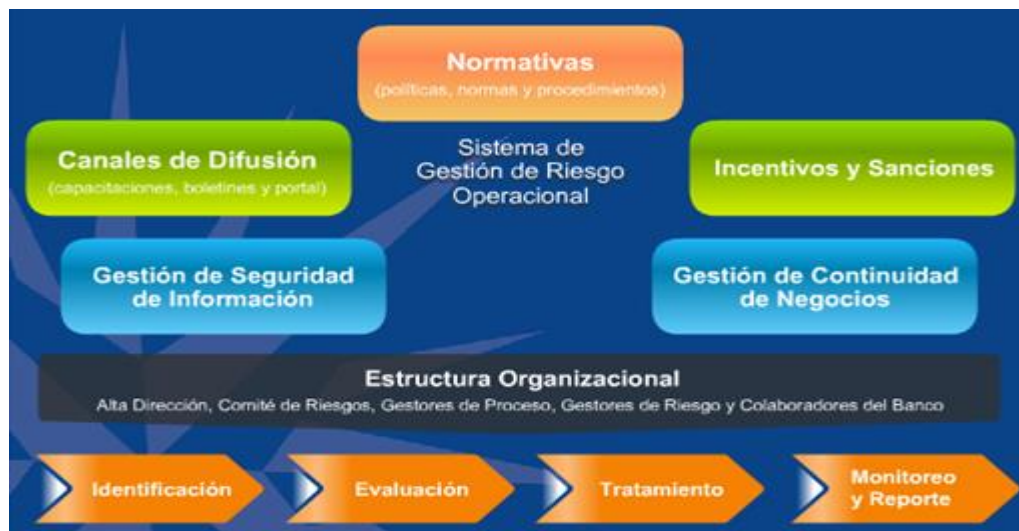 Normativas
(políticas, normas y procedimientos)
Canales de Difusión
(capacitaciones, boletines y portal)
Sistema de
Gestión de Riesgo
Operacional
Incentivos y Sanciones
Gestión de Seguridad
de Información
Gestión de Continuidad
de Negocios
Estructura Organizacional
Alta Dirección, Comité de Riesgos, Gestores de Proceso, Gestores de Riesgo y Colaboradores del Banco
Identificación
Evaluación
Tratamiento
Monitoreo
y Reporte